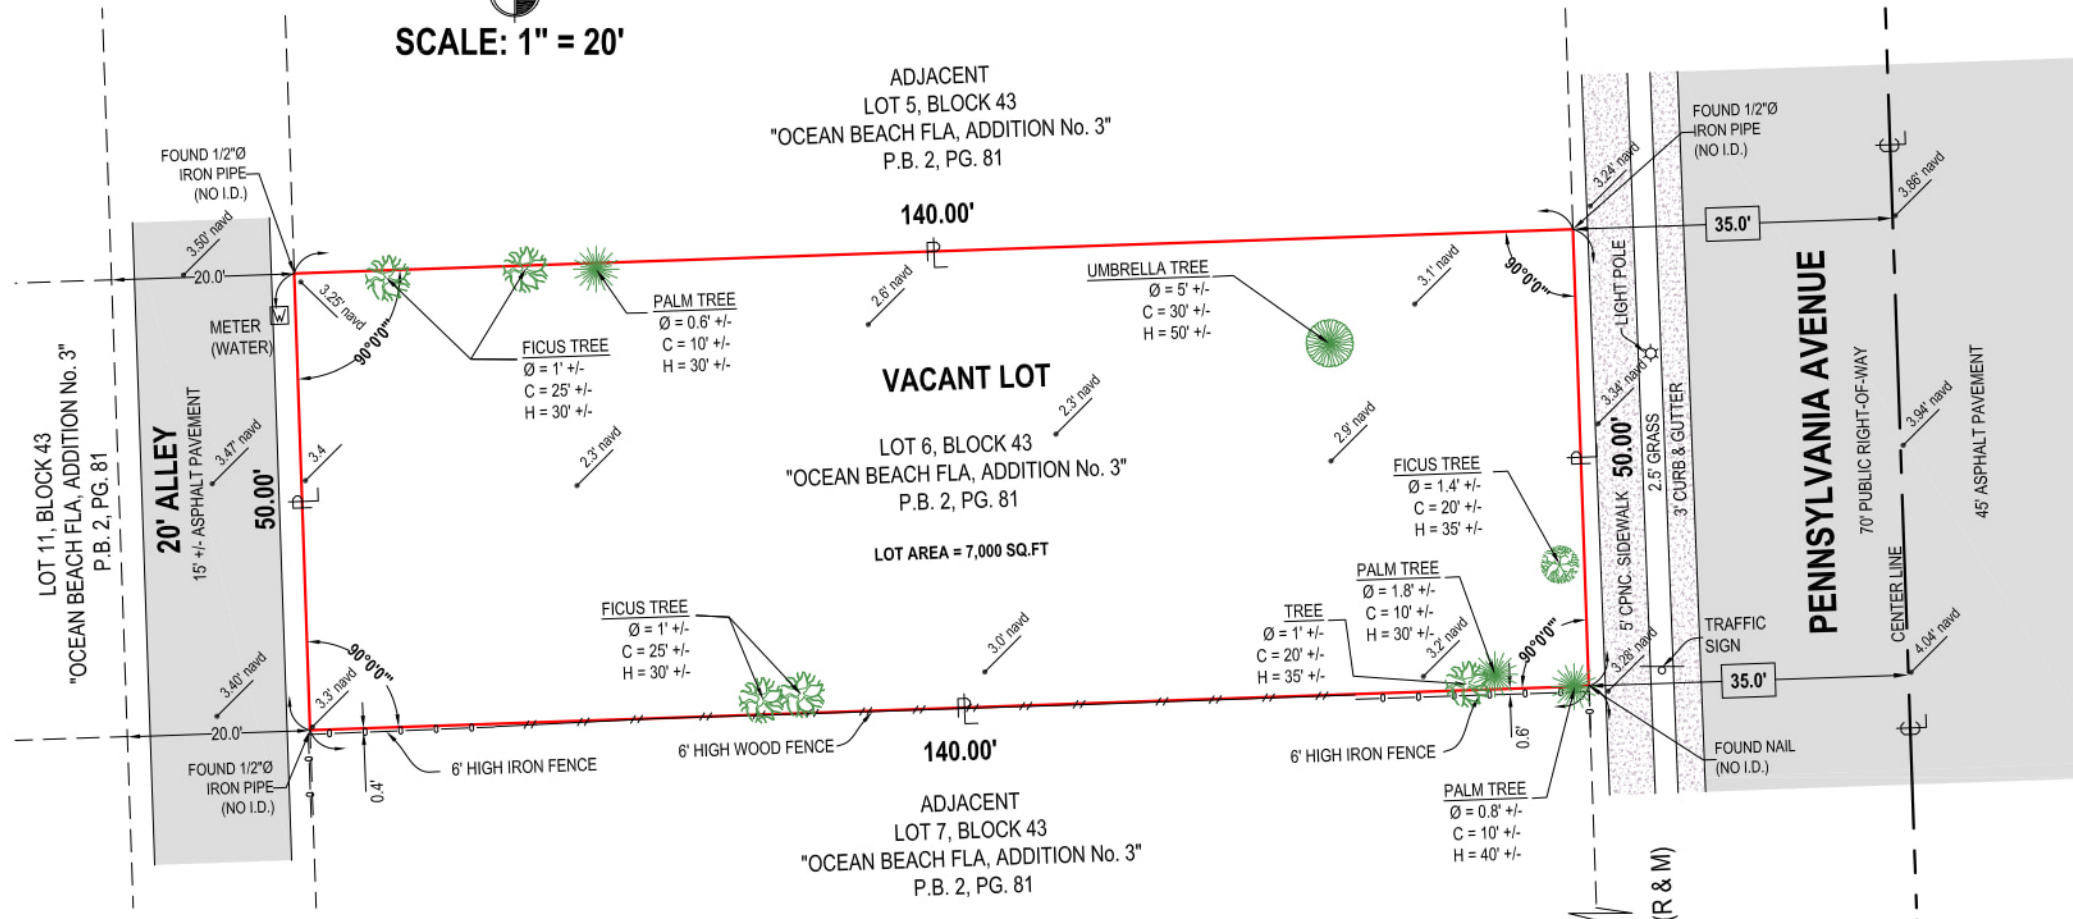 SCALE: 1" = 20'
ADJACENT
LOT 5, BLOCK 43
"OCEAN BEACH FLA, ADDITION No. 3"
P.B. 2, PG. 81
140.00'
FOUND 1/2"Ø
IRON PIPE
(NO I.D.)
FOUND 1/2"Ø
IRON PIPE
(NO I.D.)
3.50' navd
20.0'
3.25' navd
METER
(WATER)
W
90°0'0"
FICUS TREE
Ø = 1' +/-
C = 25' +/-
H = 30' +/-
PALM TREE
Ø = 0.6' +/-
C = 10' +/-
H = 30' +/-
2.6' navd
UMBRELLA TREE
Ø = 5' +/-
C = 30' +/-
H = 50' +/-
3.1' navd
90°0'0"
3.24' navd
35.0'
3.86' navd
LIGHT POLE
VACANT LOT
LOT 6, BLOCK 43
"OCEAN BEACH FLA, ADDITION No. 3"
P.B. 2, PG. 81
LOT AREA = 7,000 SQ.FT
2.3' navd
2.3' navd
2.9' navd
3.34' navd
3.94' navd
LOT 11, BLOCK 43
"OCEAN BEACH FLA, ADDITION No. 3"
P.B. 2, PG. 81
20' ALLEY
15' +/- ASPHALT PAVEMENT
3.47' navd
50.00'
3.4
FICUS TREE
Ø = 1.4' +/-
C = 20' +/-
H = 35' +/-
5' CPNC. SIDEWALK
50.00'
2.5' GRASS
3' CURB & GUTTER
PENNSYLVANIA AVENUE
70' PUBLIC RIGHT-OF-WAY
CENTER LINE
45' ASPHALT PAVEMENT
PALM TREE
Ø = 1.8' +/-
C = 10' +/-
H = 30' +/-
TREE
Ø = 1' +/-
C = 20' +/-
H = 35' +/-
FICUS TREE
Ø = 1' +/-
C = 25' +/-
H = 30' +/-
3.0' navd
3.2' navd
90°0'0"
90°0'0"
3.28' navd
TRAFFIC
SIGN
4.04' navd
35.0'
3.40' navd
3.3' navd
20.0'
FOUND 1/2"Ø
IRON PIPE
(NO I.D.)
0.4'
6' HIGH IRON FENCE
6' HIGH WOOD FENCE
140.00'
6' HIGH IRON FENCE
0.6'
FOUND NAIL
(NO I.D.)
PALM TREE
Ø = 0.8' +/-
C = 10' +/-
H = 40' +/-
ADJACENT
LOT 7, BLOCK 43
"OCEAN BEACH FLA, ADDITION No. 3"
P.B. 2, PG. 81
(R & M)